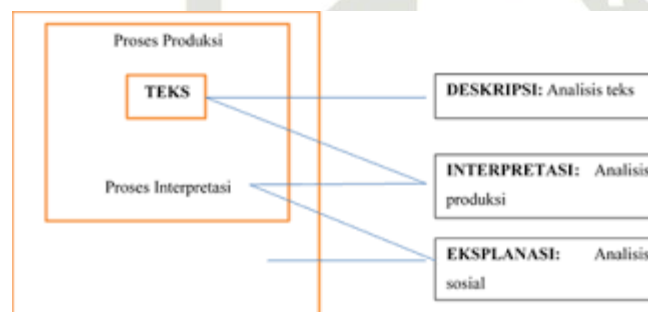 Proses Produksi
TEKS
Proses Interpretasi
DESKRIPSI: Analisis teks
INTERPRETASI: Analisis
produksi
EKSPLANASI: Analisis
sosial